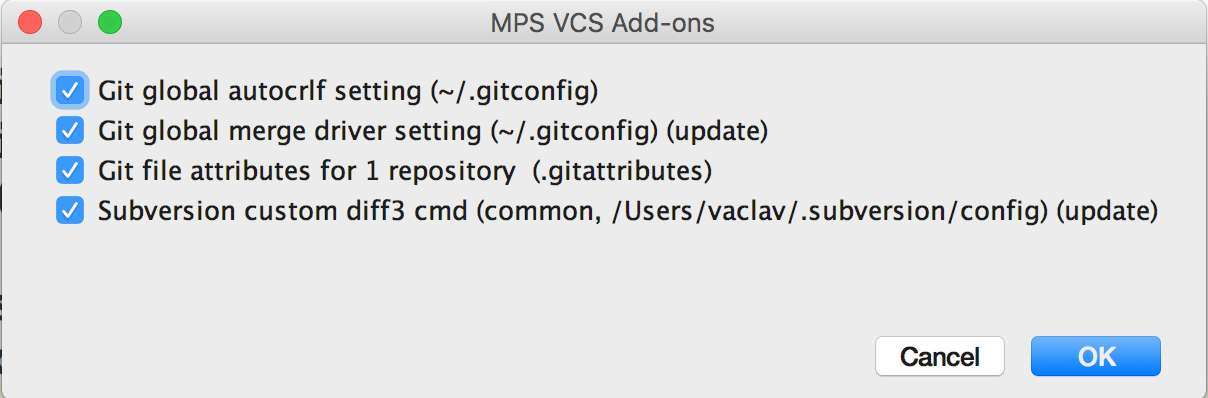 MPS VCS Add-ons
Git global autocrlf setting (~/.gitconfig)
Git global merge driver setting (~/.gitconfig) (update)
Git file attributes for 1 repository  (.gitattributes)
Subversion custom diff3 cmd (common, /Users/vaclav/.subversion/config) (update)
Cancel
OK